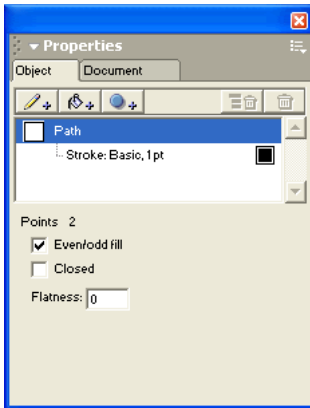 Properties
Object Document
Path
Stroke: Basic, 1pt
Points 2
Even/odd fill
Closed
Flatness: 0